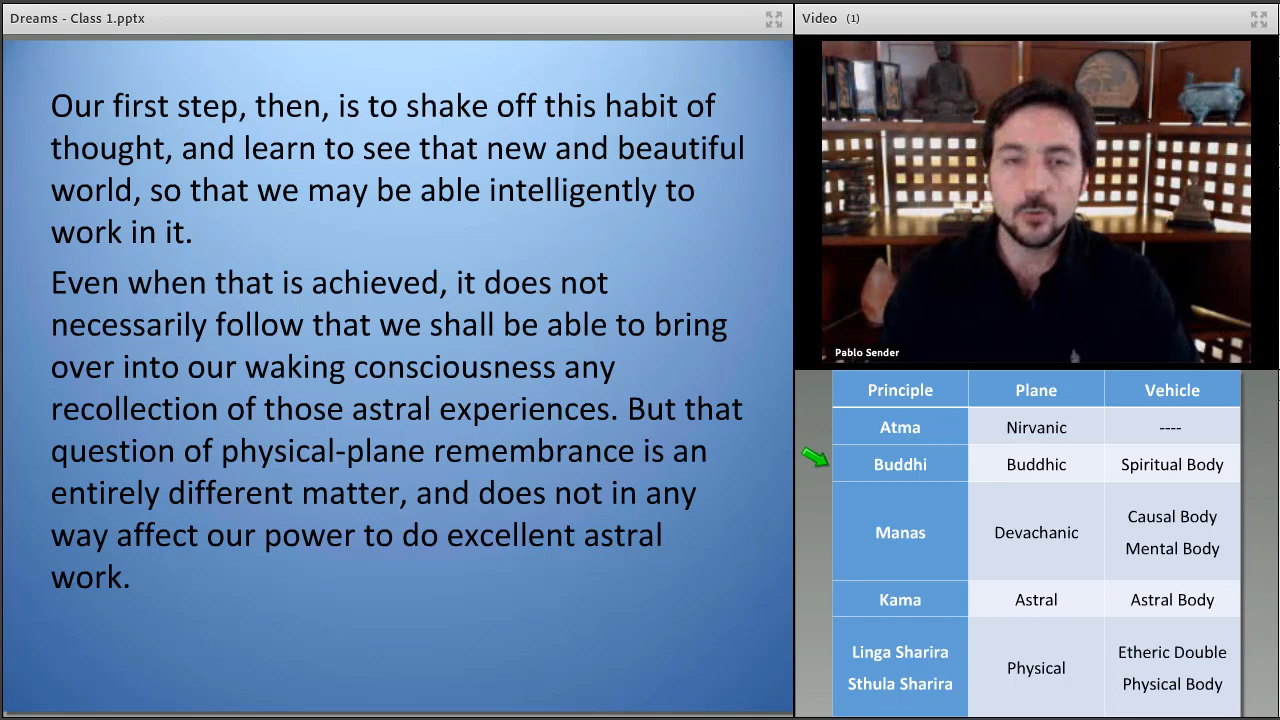 Dreams - Class 1.pptx
Our first step, then, is to shake off this habit of
thought, and learn to see that new and beautiful
world, so that we may be able intelligently to
work in it.
Even when that is achieved, it does not
necessarily follow that we shall be able to bring
over into our waking consciousness any
recollection of those astral experiences. But that
question of physical-plane remembrance is an
entirely different matter, and does not in any
way affect our power to do excellent astral
work.
Video (1)
Pablo Sender
Principle Plane Vehicle
Atma Nirvanic ----
Buddhi Buddhic Spiritual Body
Manas Devachanic Causal Body
Mental Body
Kama Astral Astral Body
Linga Sharira Physical Etheric Double
Sthula Sharira Physical Body